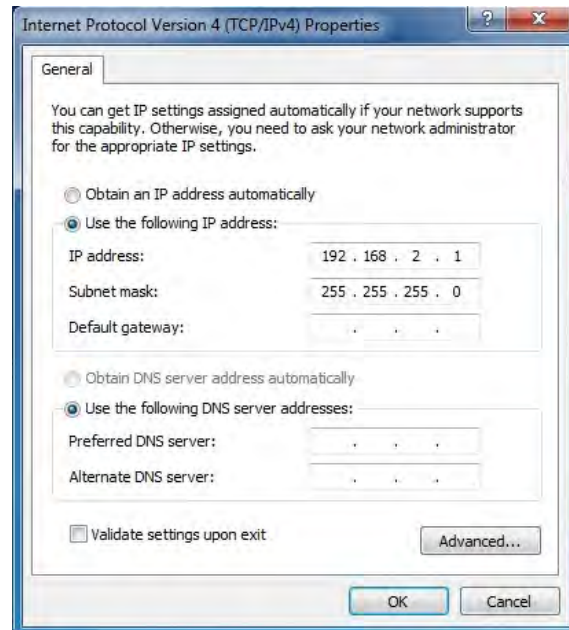 Internet Protocol Version 4 (TCP/IPv4) Properties
General
You can get IP settings assigned automatically if your network supports
this capability. Otherwise, you need to ask your network administrator
for the appropriate IP settings.
Obtain an IP address automatically
Use the following IP address:
IP address: 192 . 168 . 2 . 1
Subnet mask: 255 . 255 . 255 . 0
Default gateway: . . .
Obtain DNS server address automatically
Use the following DNS server addresses:
Preferred DNS server: . . .
Alternate DNS server: . . .
Validate settings upon exit
Advanced...
OK Cancel